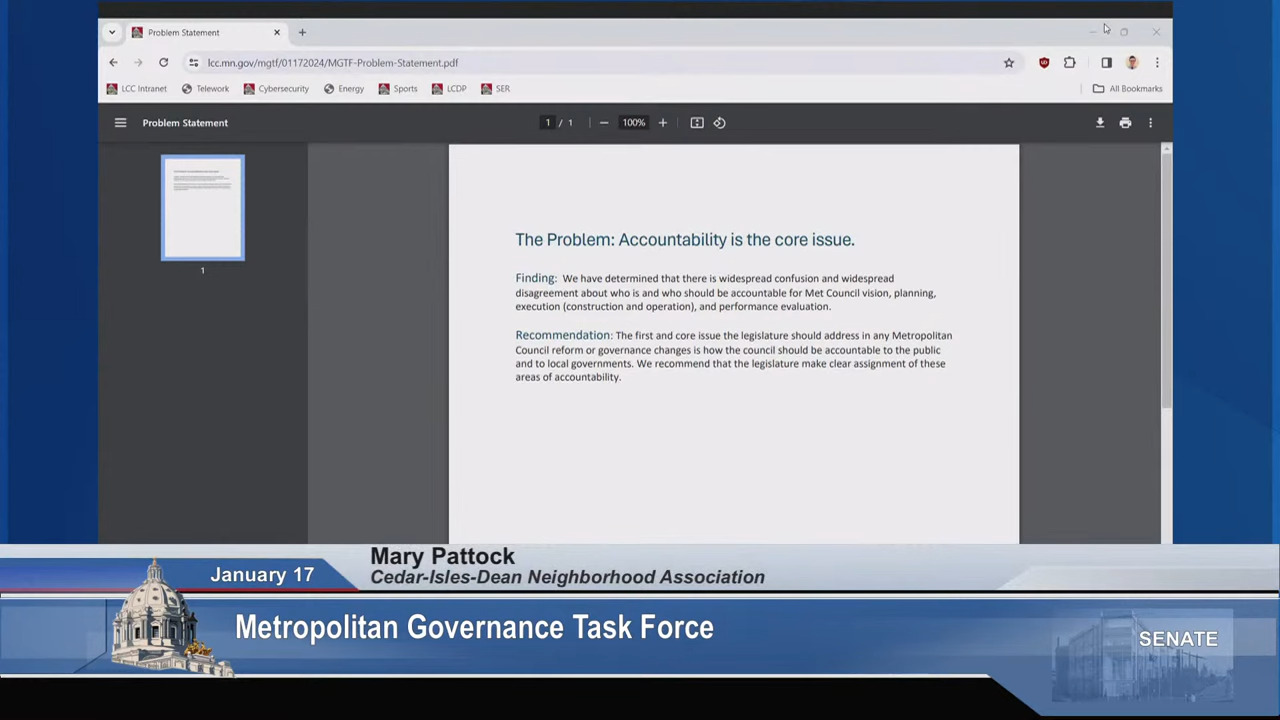 Problem Statement
lcc.mn.gov/mgtf/01172024/MGTF-Problem-Statement.pdf
LCC Intranet Telework Cybersecurity Energy Sports LCDP SER All Bookmarks
Problem Statement 1 / 1 100%
1
The Problem: Accountability is the core issue.
Finding: We have determined that there is widespread confusion and widespread
disagreement about who is and who should be accountable for Met Council vision, planning,
execution (construction and operation), and performance evaluation.
Recommendation: The first and core issue the legislature should address in any Metropolitan
Council reform or governance changes is how the council should be accountable to the public
and to local governments. We recommend that the legislature make clear assignment of these
areas of accountability.
Mary Pattock
Cedar-Isles-Dean Neighborhood Association
January 17
Metropolitan Governance Task Force
SENATE